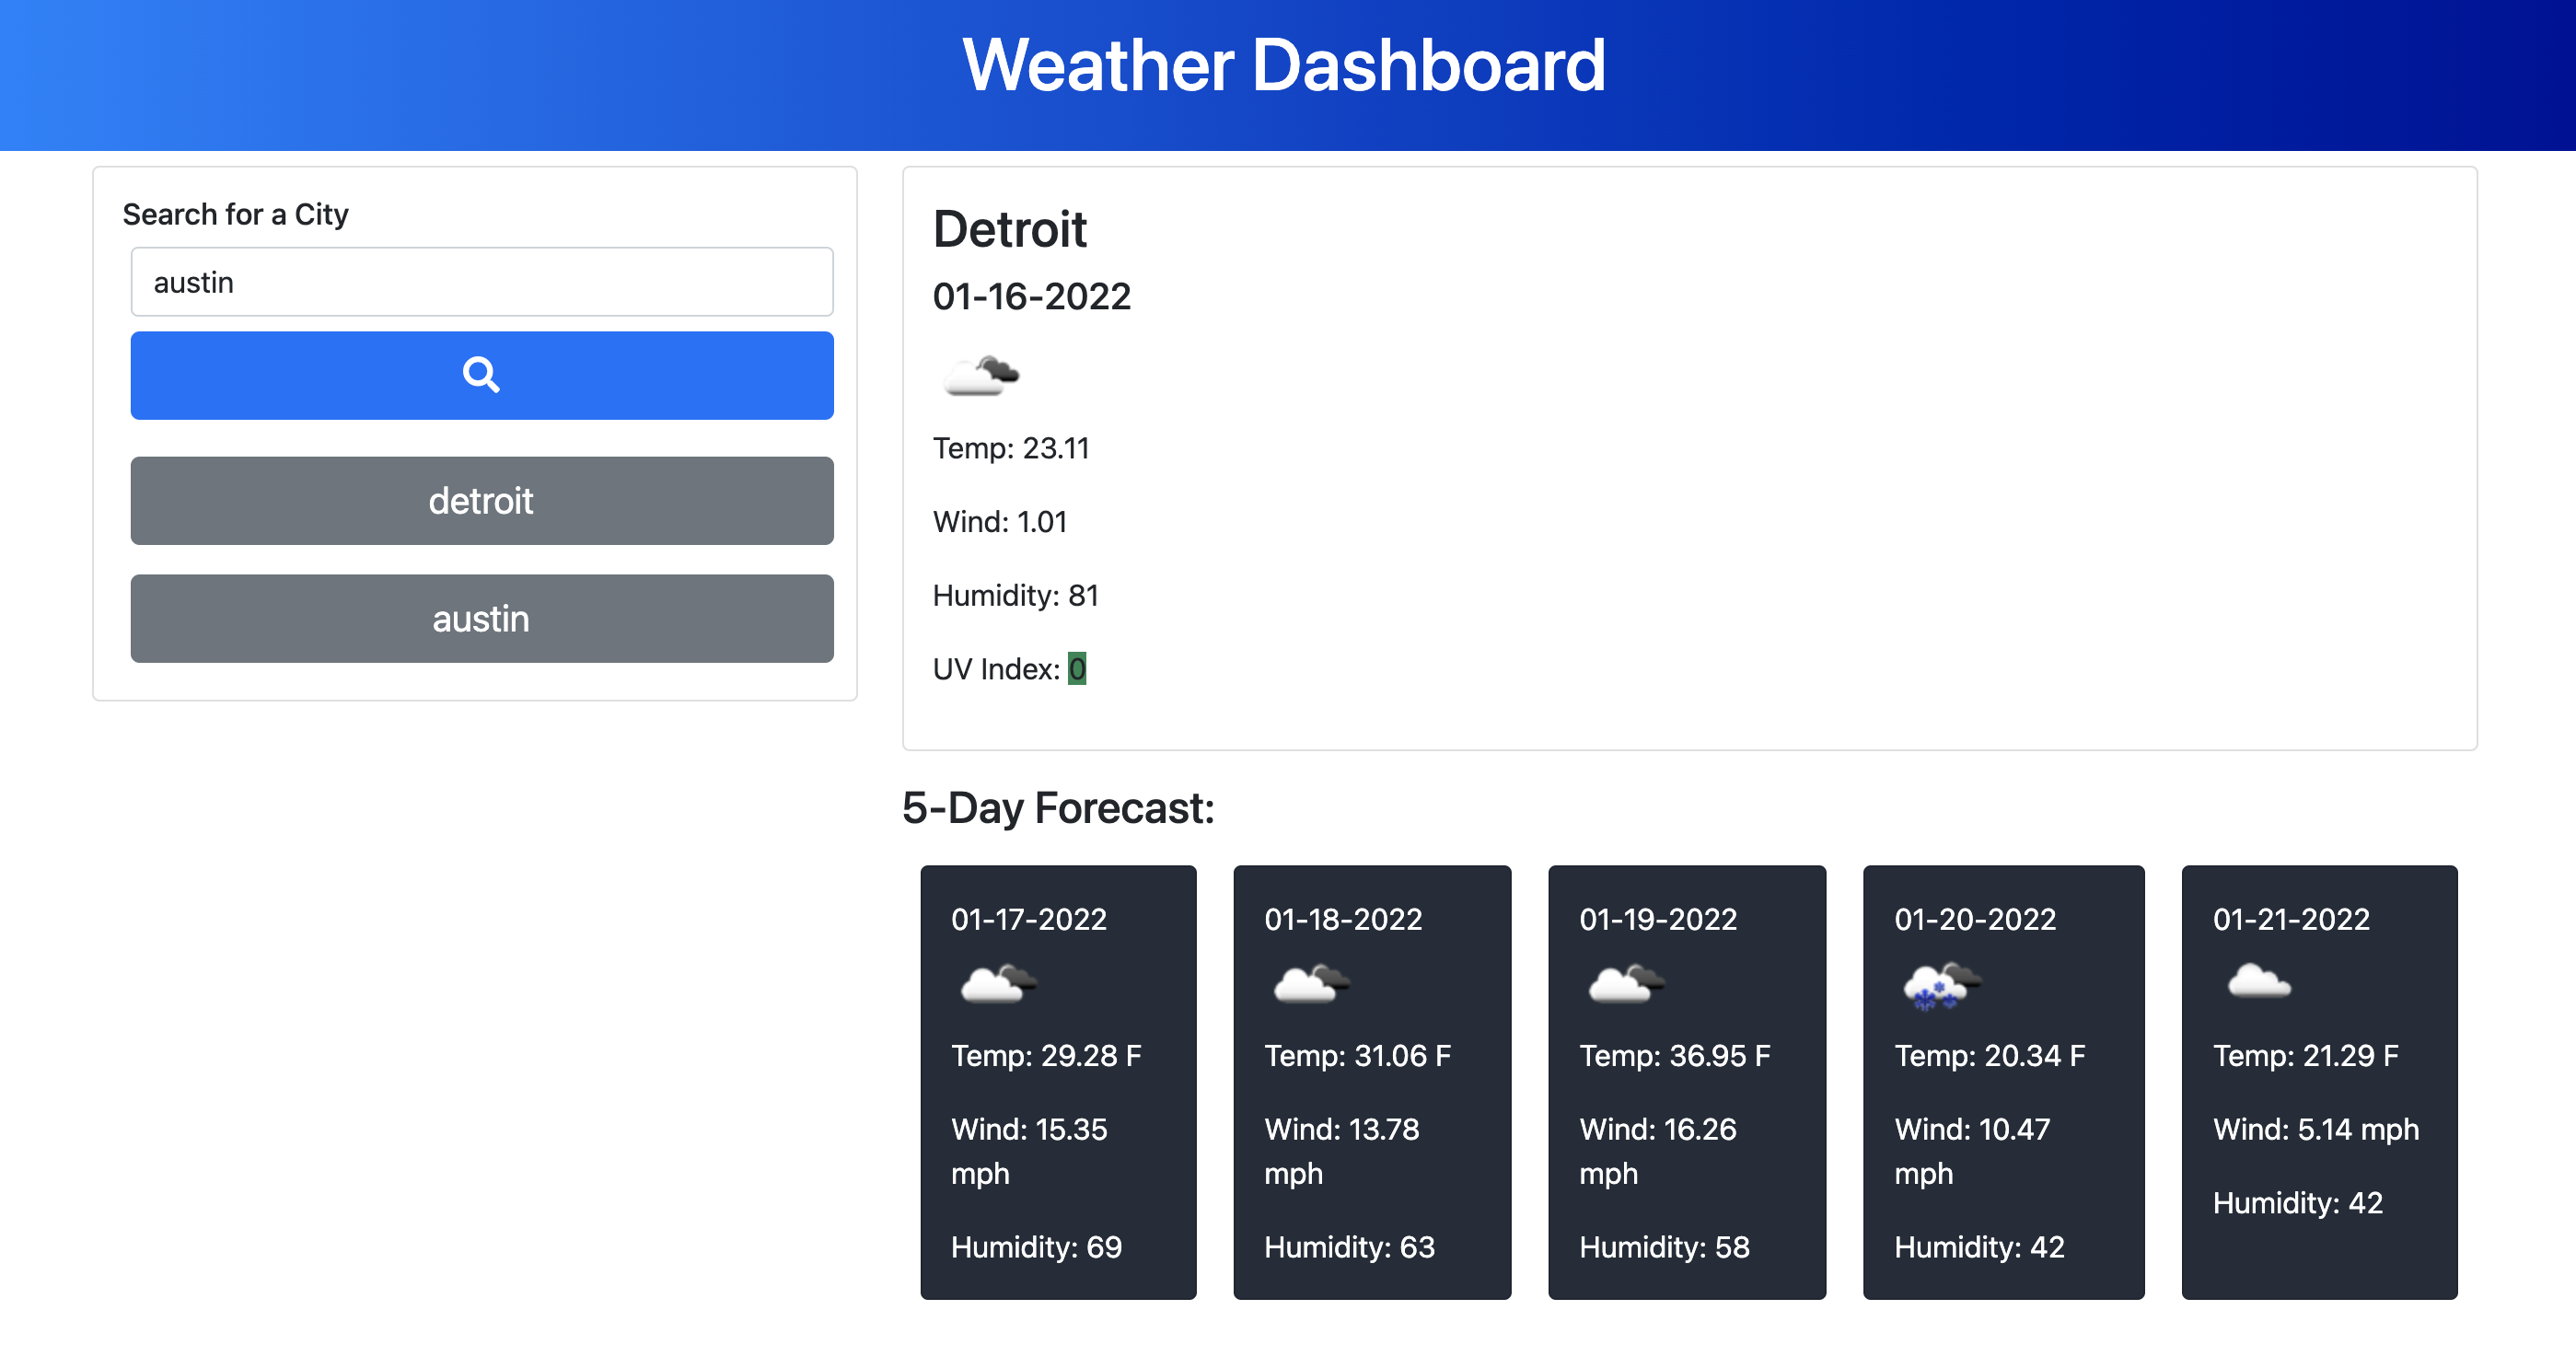 Weather Dashboard
Search for a City
austin
detroit
austin
Detroit
01-16-2022
Temp: 23.11
Wind: 1.01
Humidity: 81
UV Index: 0
5-Day Forecast:
01-17-2022
Temp: 29.28 F
Wind: 15.35
mph
Humidity: 69
01-18-2022
Temp: 31.06 F
Wind: 13.78
mph
Humidity: 63
01-19-2022
Temp: 36.95 F
Wind: 16.26
mph
Humidity: 58
01-20-2022
Temp: 20.34 F
Wind: 10.47
mph
Humidity: 42
01-21-2022
Temp: 21.29 F
Wind: 5.14 mph
Humidity: 42